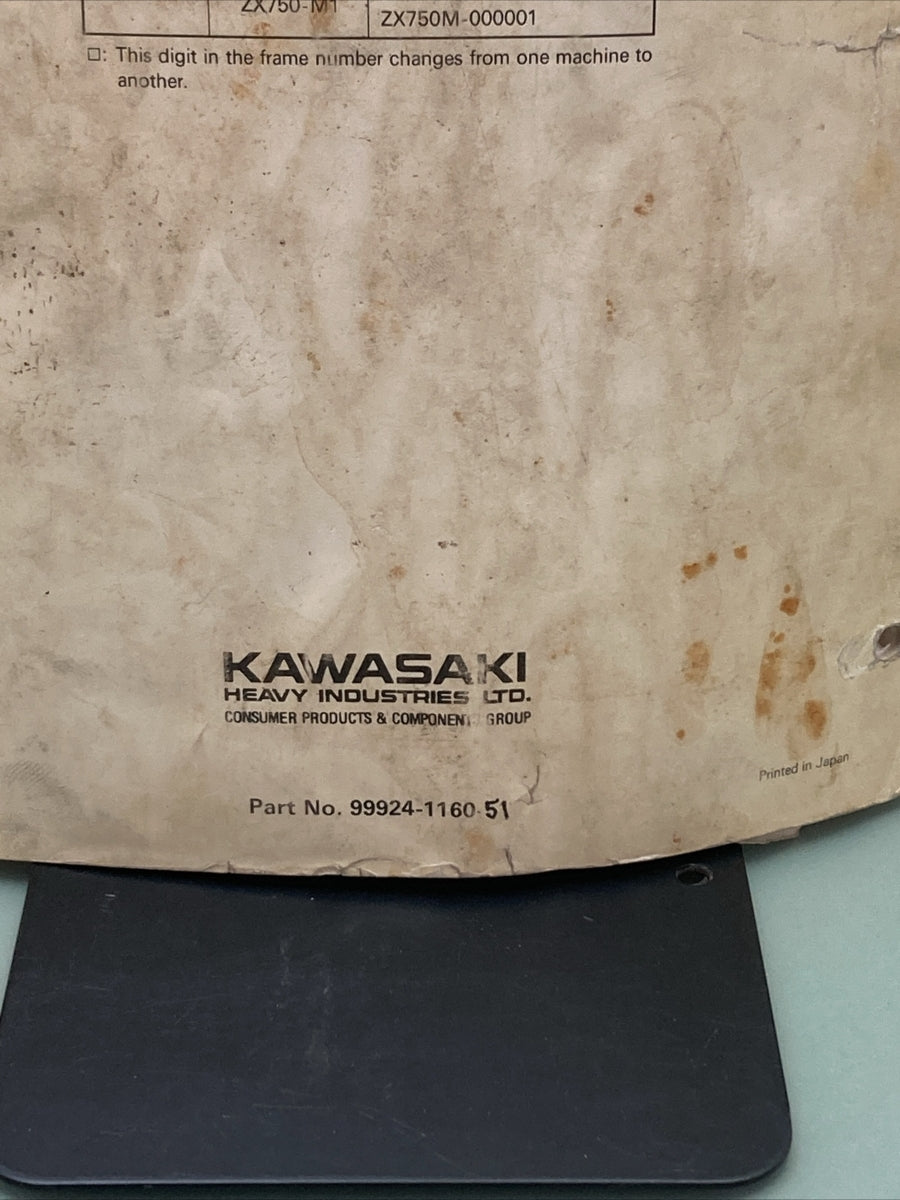 ZX750-M1
ZX750M-000001
□: This digit in the frame number changes from one machine to
another.
KAWASAKI
HEAVY INDUSTRIES LTD.
CONSUMER PRODUCTS & COMPONENTS GROUP
Printed in Japan
Part No. 99924-1160-51